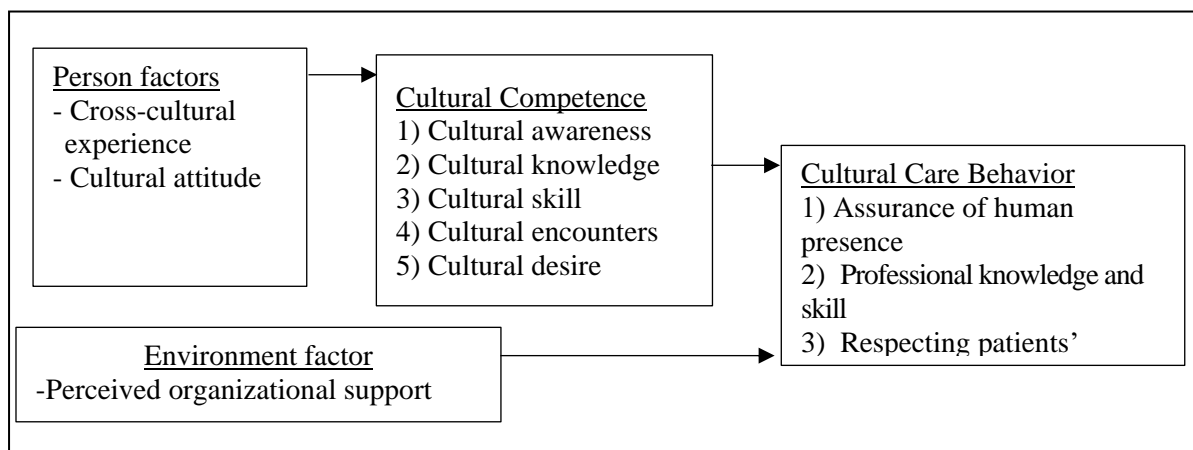 Person factors
- Cross-cultural
experience
- Cultural attitude
Cultural Competence
1) Cultural awareness
2) Cultural knowledge
3) Cultural skill
4) Cultural encounters
5) Cultural desire
Cultural Care Behavior
1) Assurance of human
presence
2) Professional knowledge and
skill
3) Respecting patients’
Environment factor
-Perceived organizational support